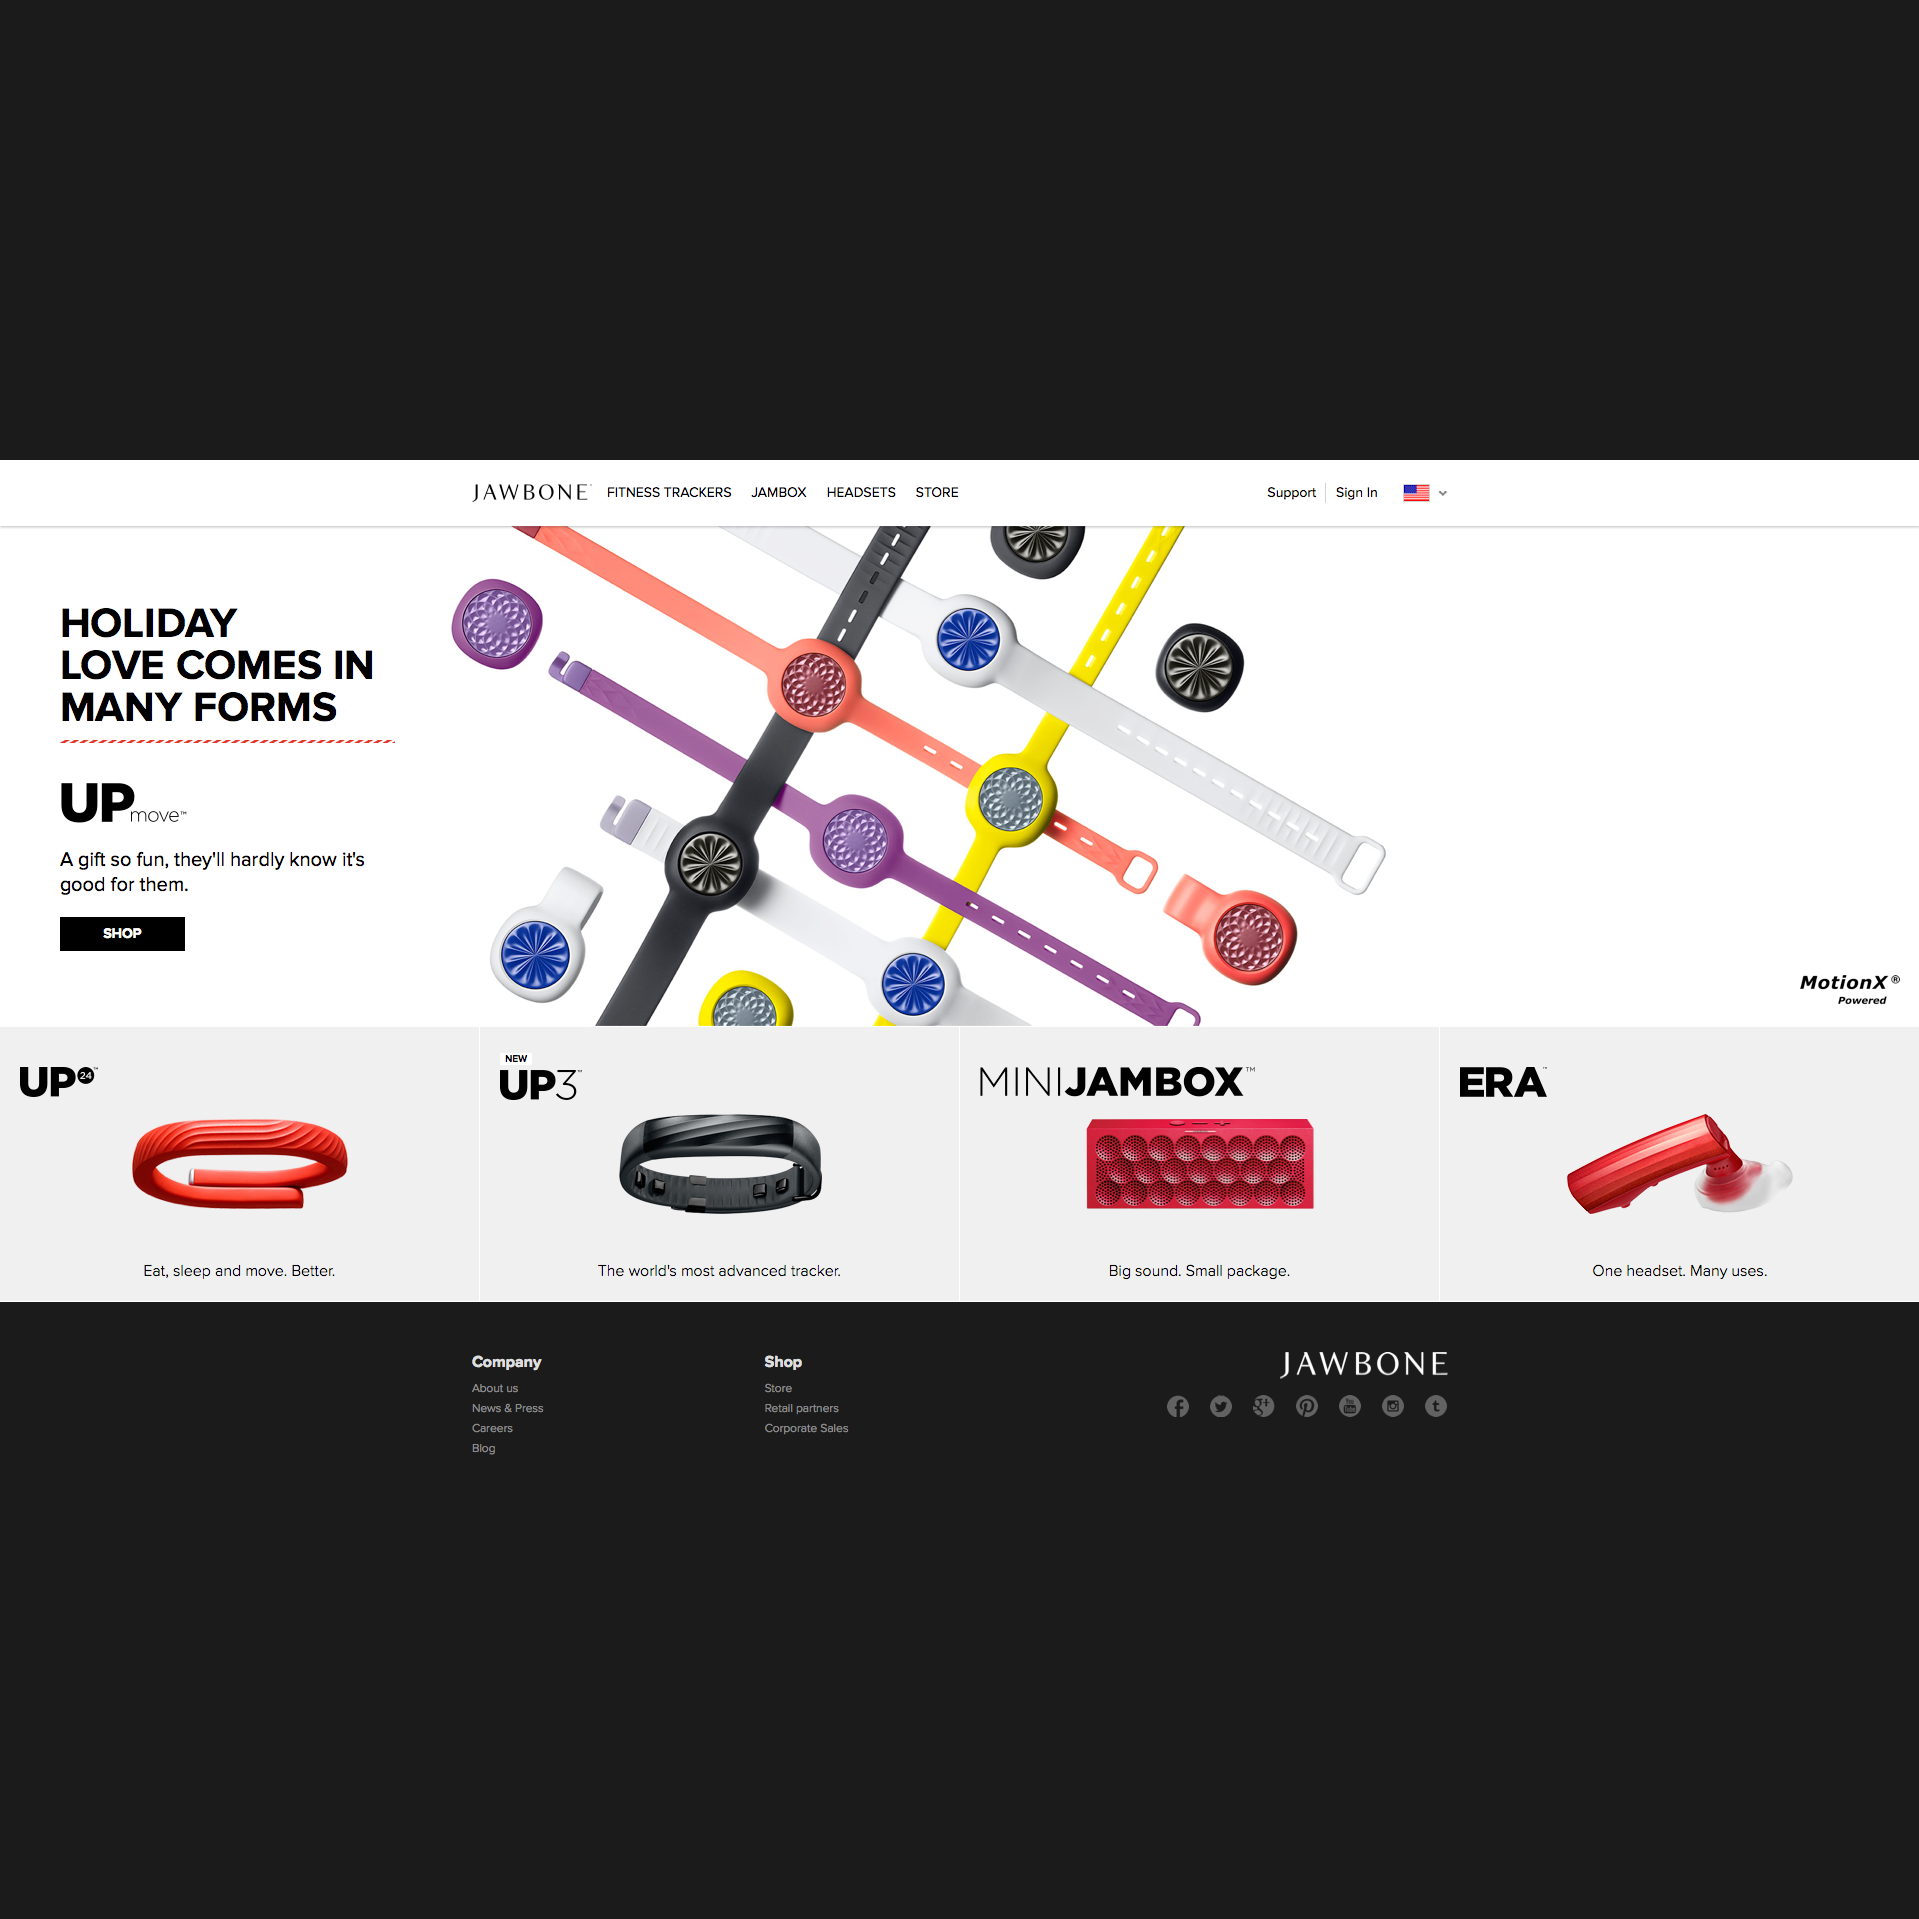 JAWBONE
FITNESS TRACKERS
JAMBOX
HEADSETS
STORE
Support
Sign In
HOLIDAY
LOVE COMES IN
MANY FORMS
UP move™
A gift so fun, they'll hardly know it's
good for them.
SHOP
MotionX®
Powered
UP24™
Eat, sleep and move. Better.
NEW
UP3™
The world's most advanced tracker.
MINIJAMBOX™
Big sound. Small package.
ERA™
One headset. Many uses.
Company
About us
News & Press
Careers
Blog
Shop
Store
Retail partners
Corporate Sales
JAWBONE